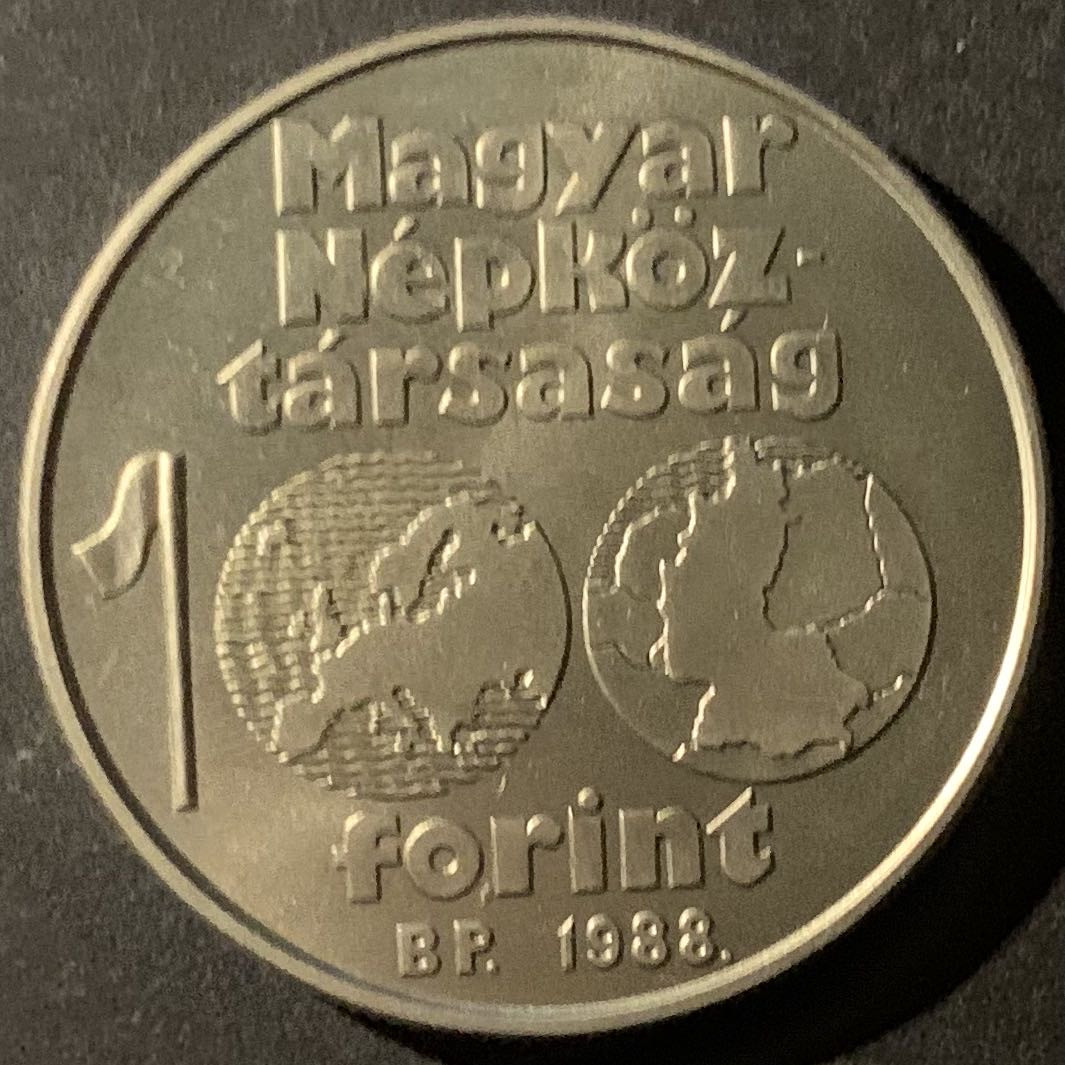 Magyar
Népköz-
társaság
100
forint
BP. 1988.